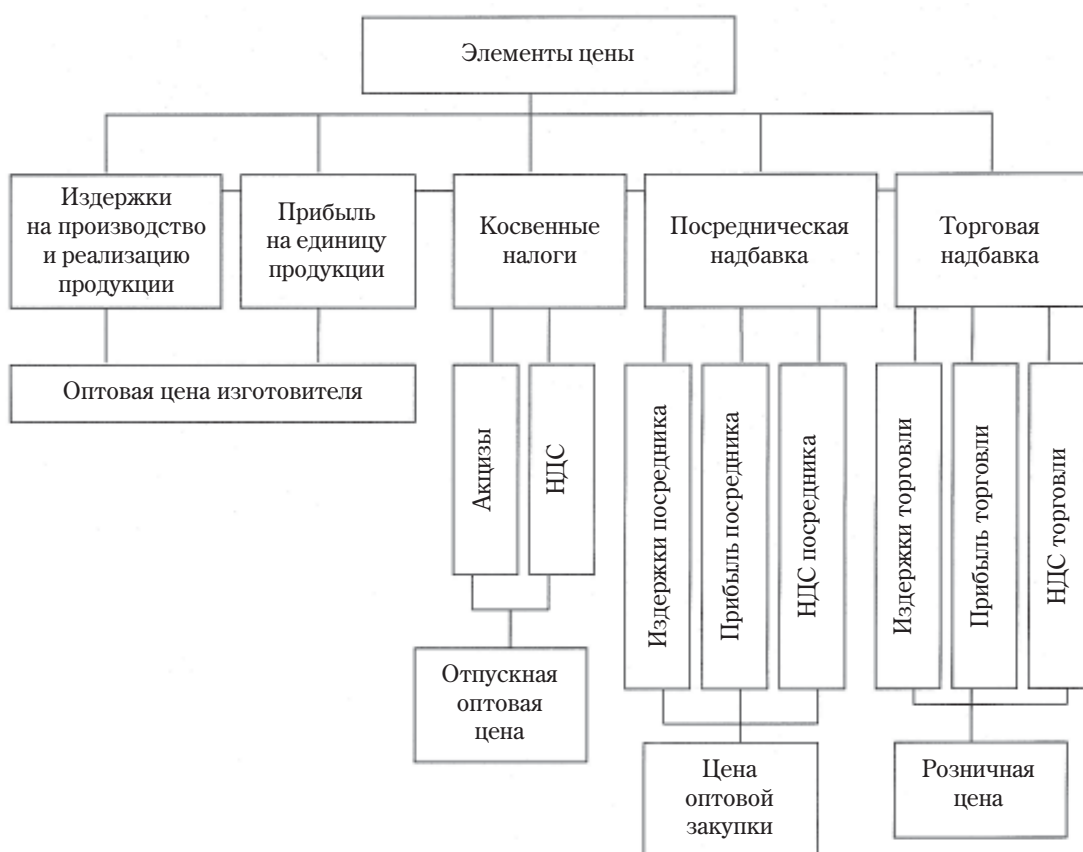 Элементы цены
Издержки
на производство
и реализацию
продукции
Прибыль
на единицу
продукции
Косвенные
налоги
Посредническая
надбавка
Торговая
надбавка
Оптовая цена изготовителя
Акцизы
НДС
Издержки посредника
Прибыль посредника
НДС посредника
Издержки торговли
Прибыль торговли
НДС торговли
Отпускная
оптовая
цена
Цена
оптовой
закупки
Розничная
цена